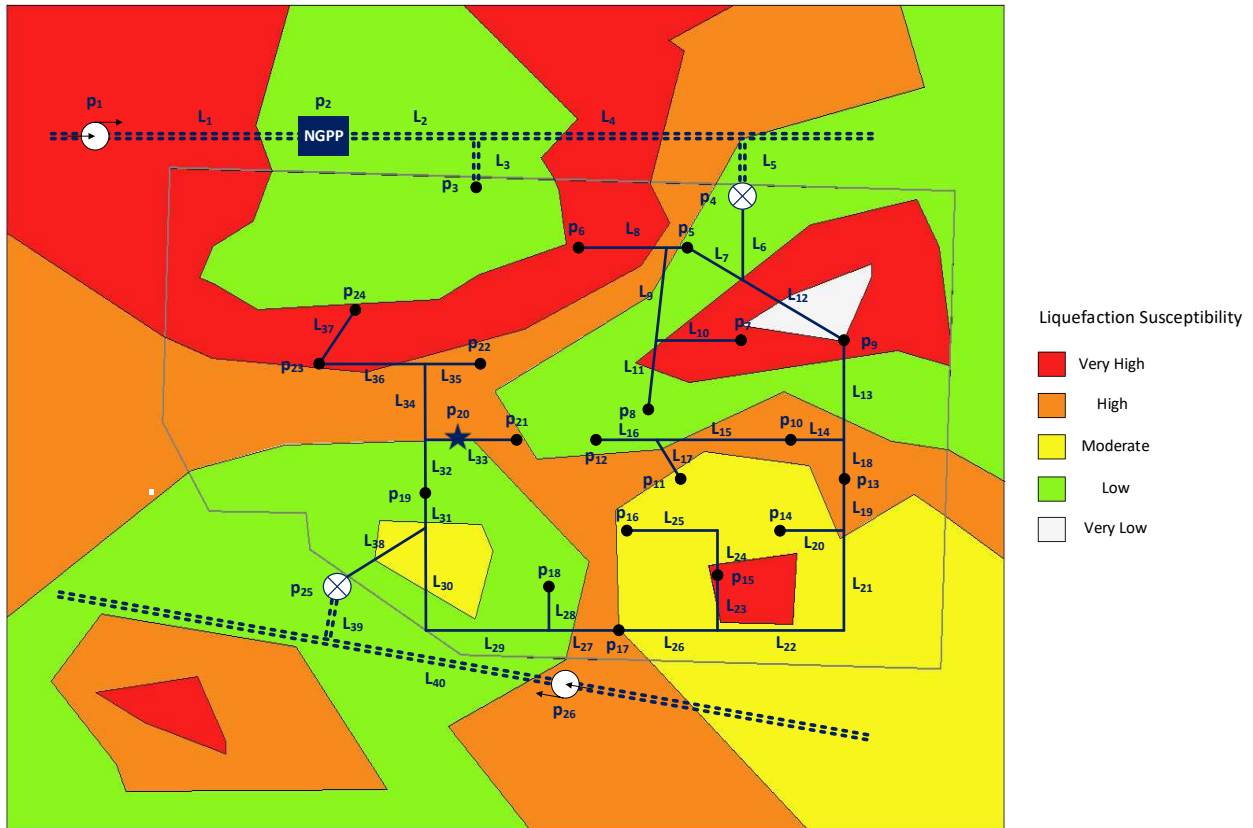 p1
L1
p2
NGPP
L2
L4
L3
p3
L5
p4
p6
L8
p5
L7
L6
L9
L12
p24
L37
L10
p7
p9
p23
L36
L35
p22
L11
L13
L34
p20
p21
p8
L33
L16
p12
L15
p10
L14
L32
L17
p11
L18
p13
p19
L31
p16
L25
p14
L19
L20
L38
L24
p15
p25
L30
p18
L28
L23
L21
L39
L29
L27
p17
L26
L22
L40
p26
Liquefaction Susceptibility
Very High
High
Moderate
Low
Very Low